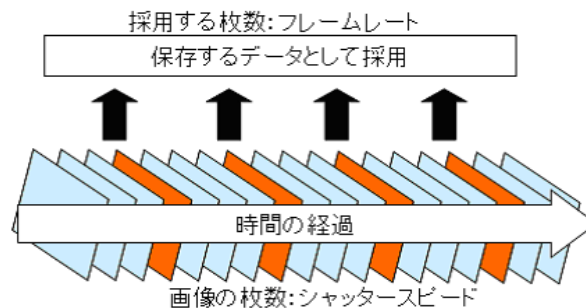 採用する枚数:フレームレート
保存するデータとして採用
時間の経過
画像の枚数:シャッタースピード